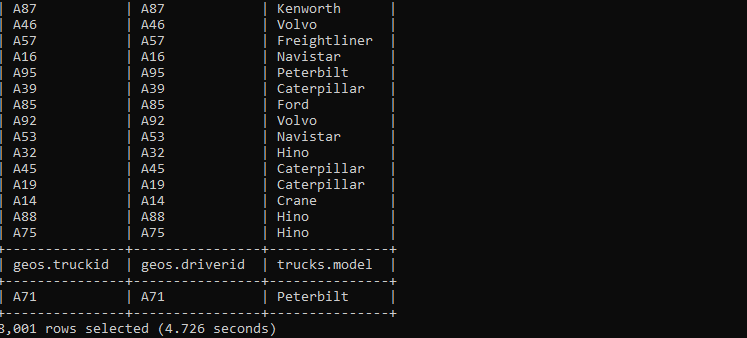 | A87 | A87 | Kenworth |
| A46 | A46 | Volvo |
| A57 | A57 | Freightliner |
| A16 | A16 | Navistar |
| A95 | A95 | Peterbilt |
| A39 | A39 | Caterpillar |
| A85 | A85 | Ford |
| A92 | A92 | Volvo |
| A53 | A53 | Navistar |
| A32 | A32 | Hino |
| A45 | A45 | Caterpillar |
| A19 | A19 | Caterpillar |
| A14 | A14 | Crane |
| A88 | A88 | Hino |
| A75 | A75 | Hino |
+---------------+----------------+---------------+
| geos.truckid | geos.driverid | trucks.model |
+---------------+----------------+---------------+
| A71 | A71 | Peterbilt |
+---------------+----------------+---------------+
8,001 rows selected (4.726 seconds)